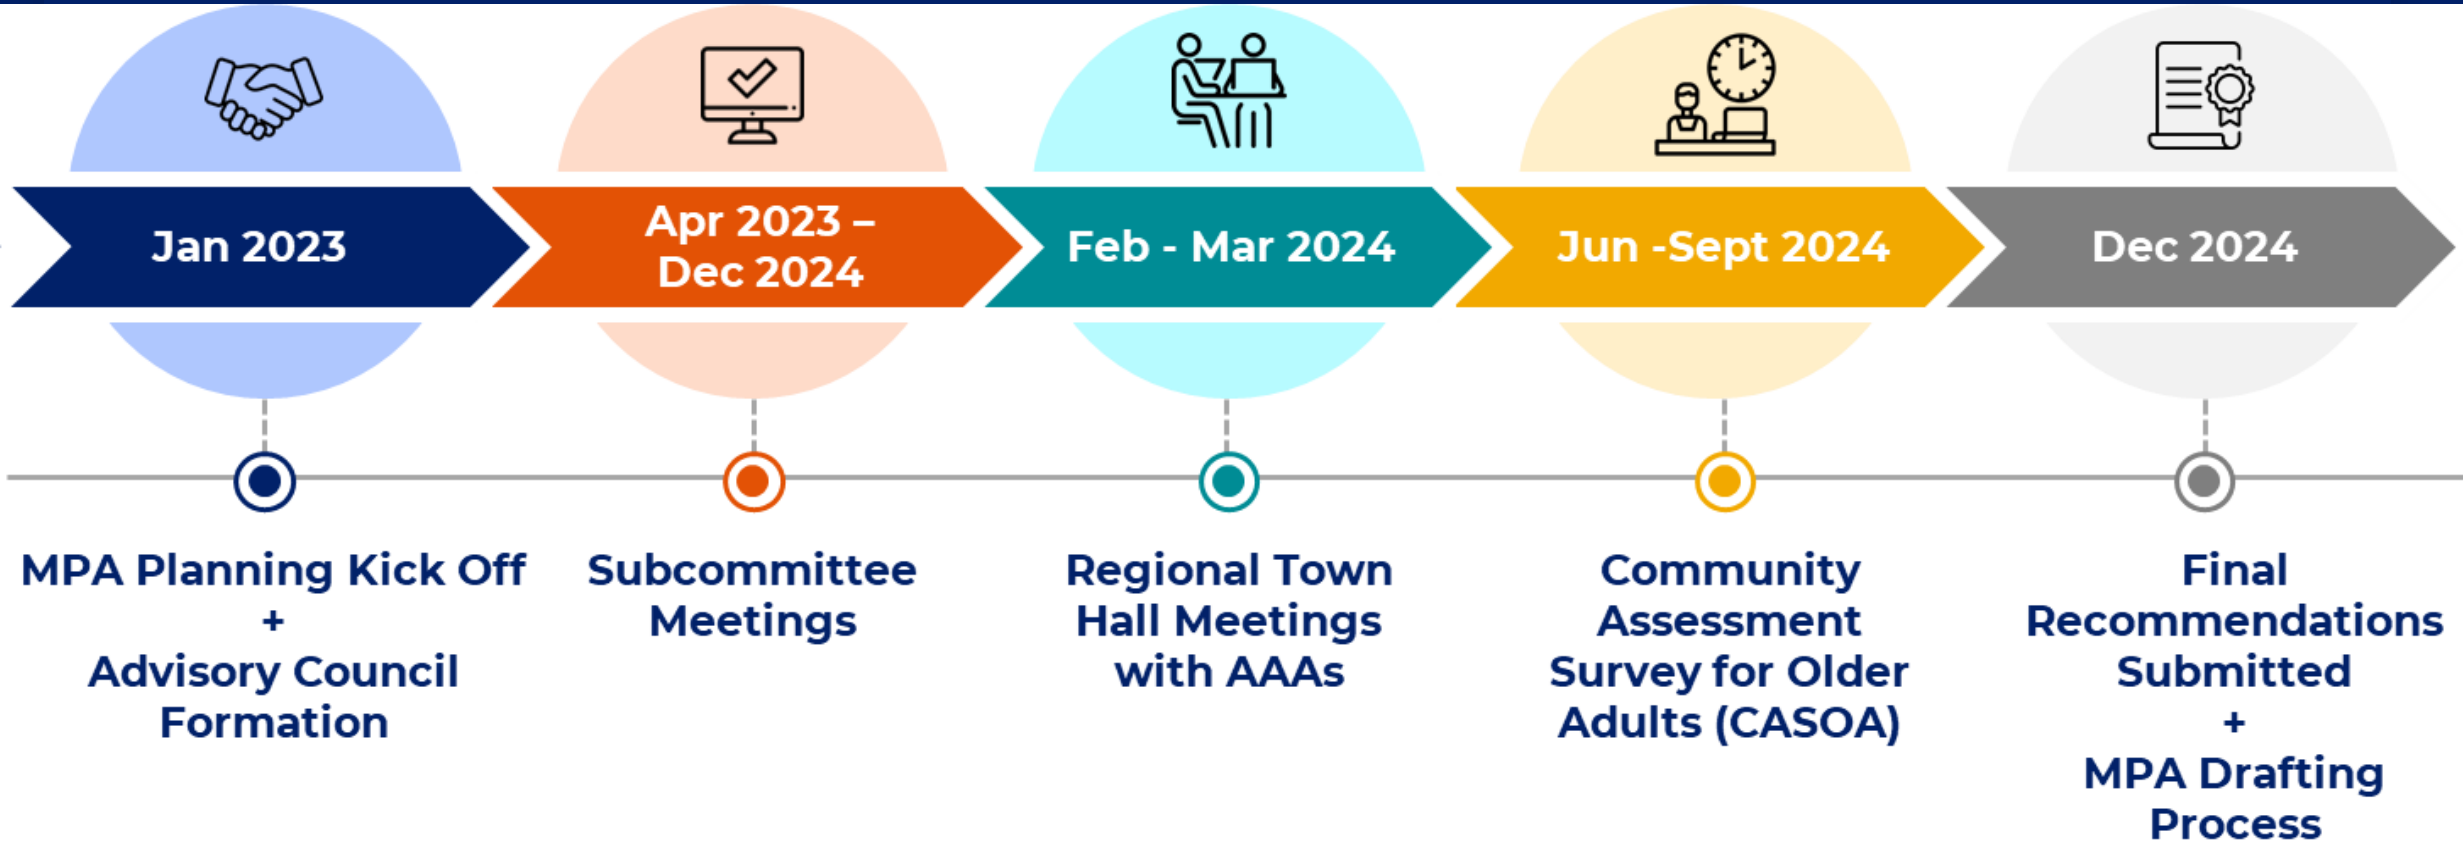 Jan 2023
Apr 2023 –
Dec 2024
Feb - Mar 2024
Jun -Sept 2024
Dec 2024
MPA Planning Kick Off
+
Advisory Council
Formation
Subcommittee
Meetings
Regional Town
Hall Meetings
with AAAs
Community
Assessment
Survey for Older
Adults (CASOA)
Final
Recommendations
Submitted
+
MPA Drafting
Process